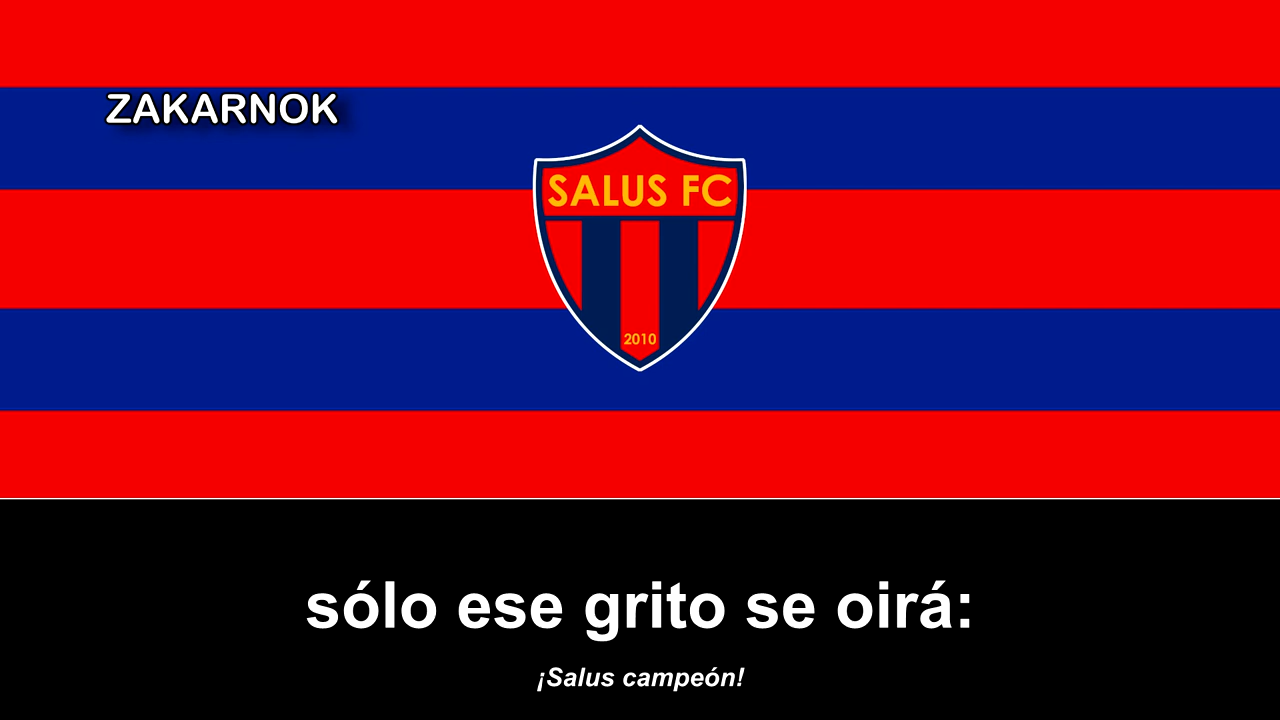 ZAKARNOK
SALUS FC
2010
sólo ese grito se oirá:
¡Salus campeón!